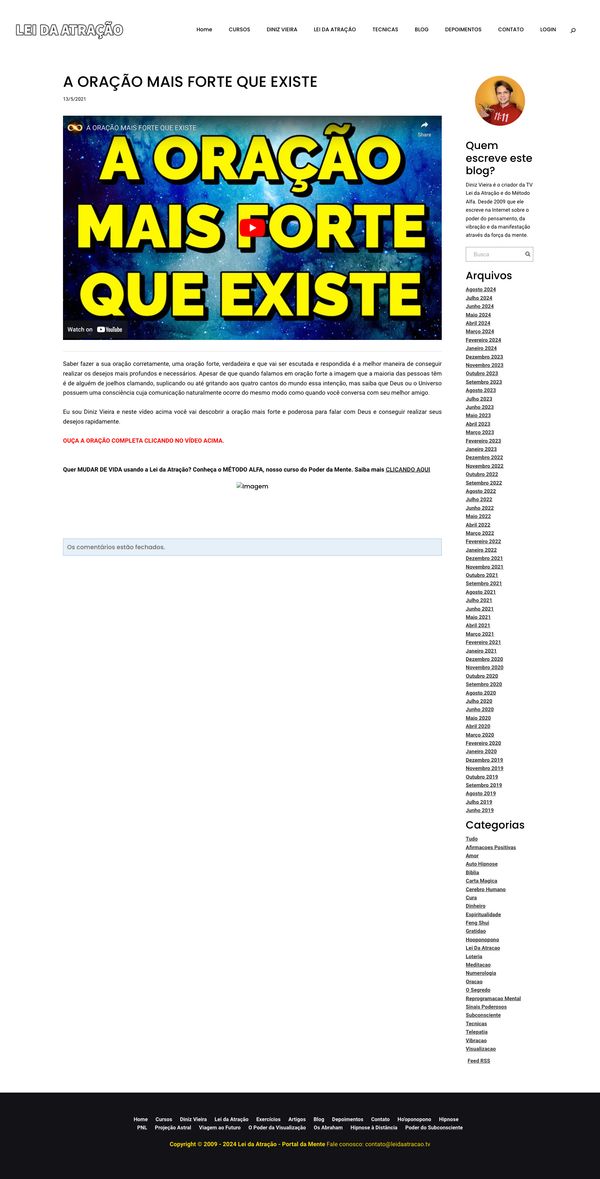 LEI DA ATRAÇÃO
Home CURSOS DINIZ VIEIRA LEI DA ATRAÇÃO TECNICAS BLOG DEPOIMENTOS CONTATO LOGIN
A ORAÇÃO MAIS FORTE QUE EXISTE
13/5/2021
A ORAÇÃO MAIS FORTE QUE EXISTE
Share
A ORAÇÃO
MAIS FORTE
QUE EXISTE
Watch on YouTube
Saber fazer a sua oração corretamente, uma oração forte, verdadeira e que vai ser escutada e respondida é a melhor maneira de conseguir
realizar os desejos mais profundos e necessários. Apesar de que quando falamos em oração forte a imagem que a maioria das pessoas têm
é de alguém de joelhos clamando, suplicando ou até gritando aos quatro cantos do mundo essa intenção, mas saiba que Deus ou o Universo
possuem uma consciência cuja comunicação naturalmente ocorre do mesmo modo como quando você conversa com seu melhor amigo.
Eu sou Diniz Vieira e neste vídeo acima você vai descobrir a oração mais forte e poderosa para falar com Deus e conseguir realizar seus
desejos rapidamente.
OUÇA A ORAÇÃO COMPLETA CLICANDO NO VÍDEO ACIMA.
Quer MUDAR DE VIDA usando a Lei da Atração? Conheça o MÉTODO ALFA, nosso curso do Poder da Mente. Saiba mais CLICANDO AQUI
Imagem
Os comentários estão fechados.
11:11
Quem
escreve este
blog?
Diniz Vieira é o criador da TV
Lei da Atração e do Método
Alfa. Desde 2009 que ele
escreve na Internet sobre o
poder do pensamento, da
vibração e da manifestação
através da força da mente.
Busca
Arquivos
Agosto 2024
Julho 2024
Junho 2024
Maio 2024
Abril 2024
Março 2024
Fevereiro 2024
Janeiro 2024
Dezembro 2023
Novembro 2023
Outubro 2023
Setembro 2023
Agosto 2023
Julho 2023
Junho 2023
Maio 2023
Abril 2023
Março 2023
Fevereiro 2023
Janeiro 2023
Dezembro 2022
Novembro 2022
Outubro 2022
Setembro 2022
Agosto 2022
Julho 2022
Junho 2022
Maio 2022
Abril 2022
Março 2022
Fevereiro 2022
Janeiro 2022
Dezembro 2021
Novembro 2021
Outubro 2021
Setembro 2021
Agosto 2021
Julho 2021
Junho 2021
Maio 2021
Abril 2021
Março 2021
Fevereiro 2021
Janeiro 2021
Dezembro 2020
Novembro 2020
Outubro 2020
Setembro 2020
Agosto 2020
Julho 2020
Junho 2020
Maio 2020
Abril 2020
Março 2020
Fevereiro 2020
Janeiro 2020
Dezembro 2019
Novembro 2019
Outubro 2019
Setembro 2019
Agosto 2019
Julho 2019
Junho 2019
Categorias
Tudo
Afirmacoes Positivas
Amor
Auto Hipnose
Biblia
Carta Magica
Cerebro Humano
Cura
Dinheiro
Espiritualidade
Feng Shui
Gratidao
Hooponopono
Lei Da Atracao
Loteria
Meditacao
Numerologia
Oracao
O Segredo
Reprogramacao Mental
Sinais Poderosos
Subconsciente
Tecnicas
Telepatia
Vibracao
Visualizacao
Feed RSS
Home Cursos Diniz Vieira Lei da Atração Exercícios Artigos Blog Depoimentos Contato Ho'oponopono Hipnose
PNL Projeção Astral Viagem ao Futuro O Poder da Visualização Os Abraham Hipnose à Distância Poder do Subconsciente
Copyright © 2009 - 2024 Lei da Atração - Portal da Mente Fale conosco: contato@leidaatracao.tv